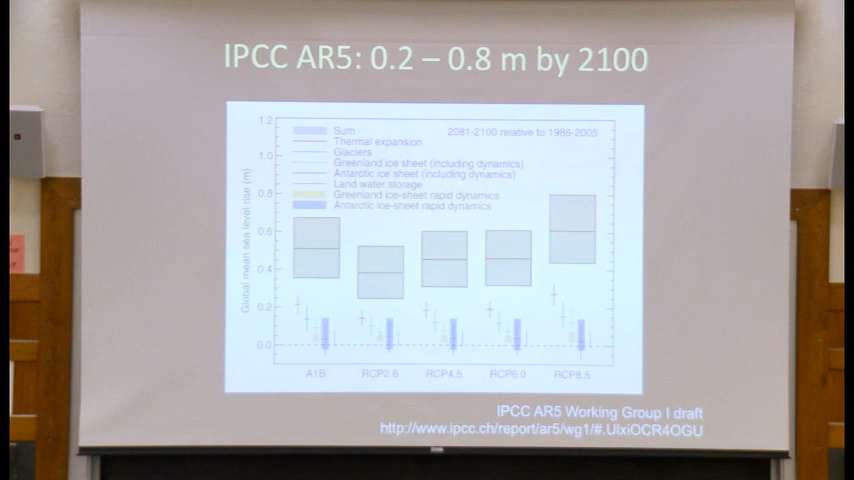 IPCC AR5: 0.2 – 0.8 m by 2100
1.2
1.0
0.8
0.6
0.4
0.2
0.0
Global mean sea level rise (m)
2081-2100 relative to 1986-2005
Sum
Thermal expansion
Glaciers
Greenland ice sheet (including dynamics)
Antarctic ice sheet (including dynamics)
Land water storage
Greenland ice-sheet rapid dynamics
Antarctic ice-sheet rapid dynamics
A1B RCP2.6 RCP4.5 RCP6.0 RCP8.5
IPCC AR5 Working Group I draft
http://www.ipcc.ch/report/ar5/wg1/#.UlxiOCR4OGU